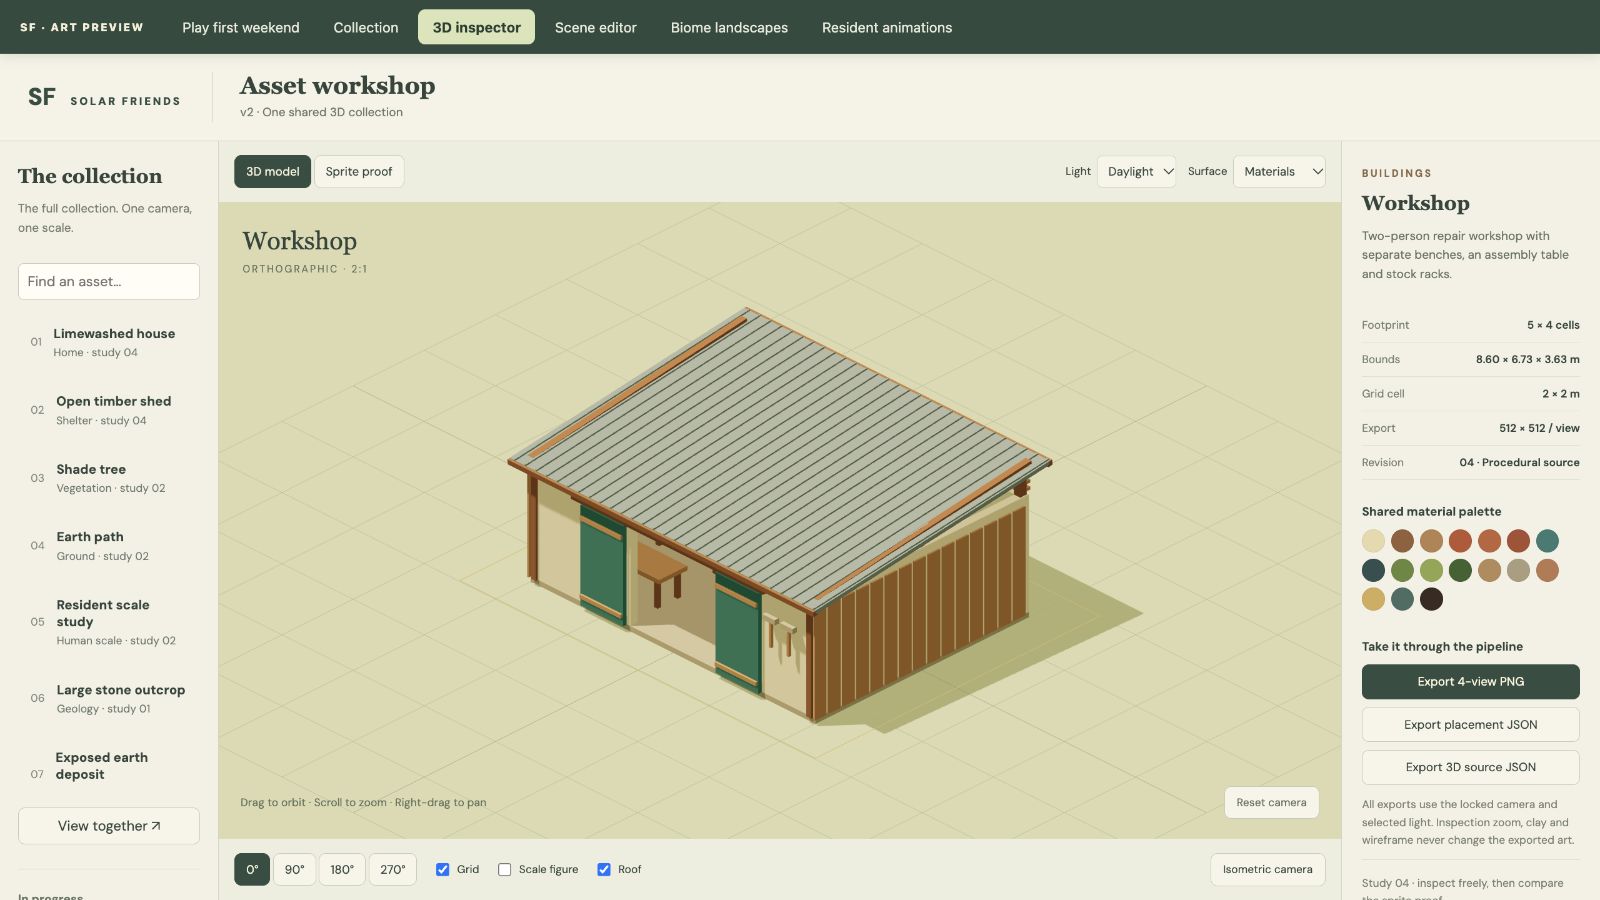 SF · ART PREVIEW
Play first weekend
Collection
3D inspector
Scene editor
Biome landscapes
Resident animations
SF SOLAR FRIENDS
Asset workshop
v2 · One shared 3D collection
The collection
The full collection. One camera,
one scale.
Find an asset...
01 Limewashed house
Home · study 04
02 Open timber shed
Shelter · study 04
03 Shade tree
Vegetation · study 02
04 Earth path
Ground · study 02
05 Resident scale
study
Human scale · study 02
06 Large stone outcrop
Geology · study 01
07 Exposed earth
deposit
View together ↗
In progress
3D model
Sprite proof
Light Daylight
Surface Materials
Workshop
ORTHOGRAPHIC · 2:1
Drag to orbit · Scroll to zoom · Right-drag to pan
Reset camera
0°
90°
180°
270°
Grid
Scale figure
Roof
Isometric camera
BUILDINGS
Workshop
Two-person repair workshop with
separate benches, an assembly table
and stock racks.
Footprint 5 × 4 cells
Bounds 8.60 × 6.73 × 3.63 m
Grid cell 2 × 2 m
Export 512 × 512 / view
Revision 04 · Procedural source
Shared material palette
Take it through the pipeline
Export 4-view PNG
Export placement JSON
Export 3D source JSON
All exports use the locked camera and
selected light. Inspection zoom, clay and
wireframe never change the exported art.
Study 04 · inspect freely, then compare
the sprite proof.